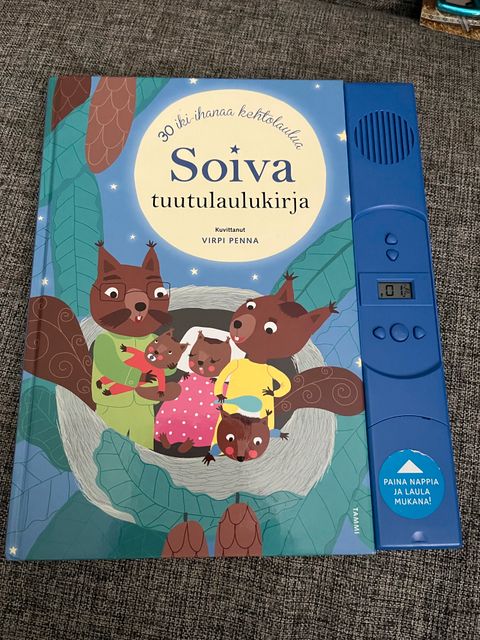 30 iki-ihanaa kehtolaulua
Soiva
tuutulaulukirja
Kuvittanut
VIRPI PENNA
01
PAINA NAPPIA
JA LAULA
MUKANA!
TAMMI